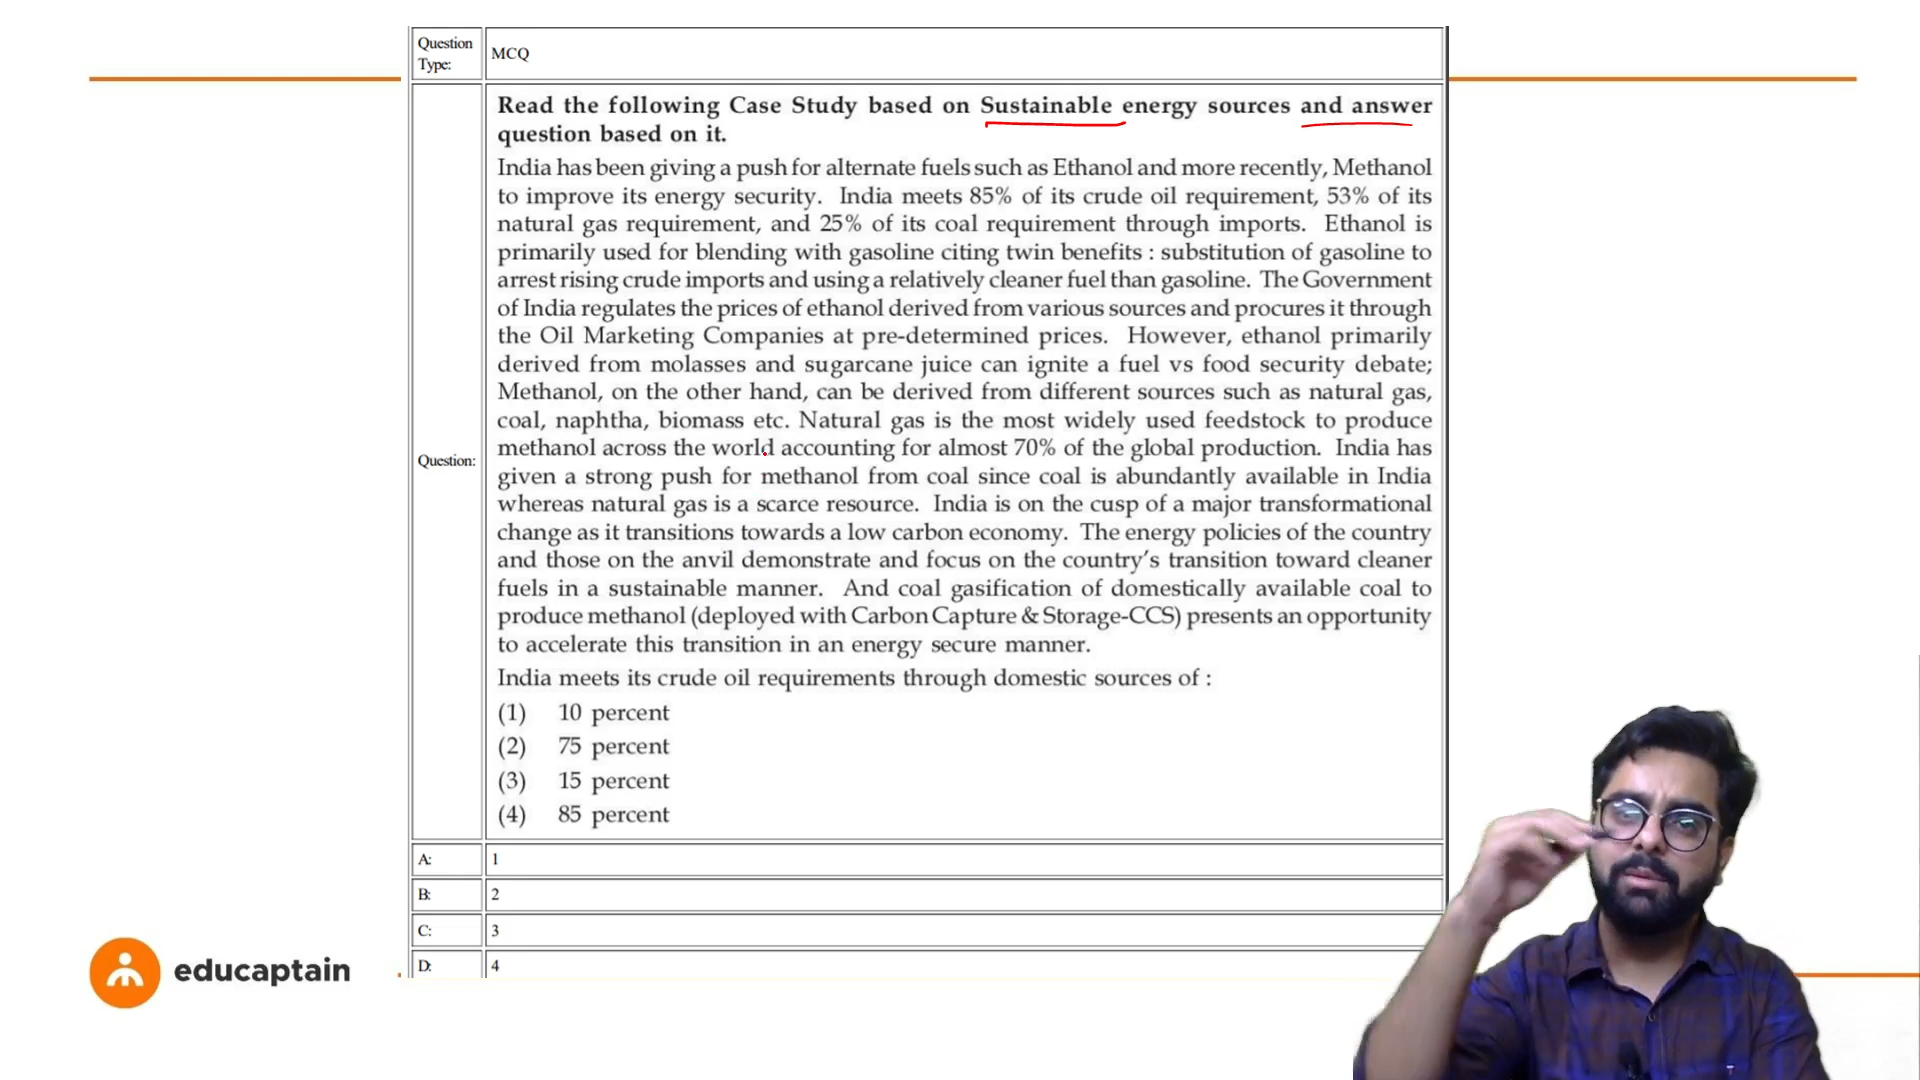 Question
Type:
MCQ
Read the following Case Study based on Sustainable energy sources and answer
question based on it.
India has been giving a push for alternate fuels such as Ethanol and more recently, Methanol
to improve its energy security. India meets 85% of its crude oil requirement, 53% of its
natural gas requirement, and 25% of its coal requirement through imports. Ethanol is
primarily used for blending with gasoline citing twin benefits : substitution of gasoline to
arrest rising crude imports and using a relatively cleaner fuel than gasoline. The Government
of India regulates the prices of ethanol derived from various sources and procures it through
the Oil Marketing Companies at pre-determined prices. However, ethanol primarily
derived from molasses and sugarcane juice can ignite a fuel vs food security debate;
Methanol, on the other hand, can be derived from different sources such as natural gas,
coal, naphtha, biomass etc. Natural gas is the most widely used feedstock to produce
methanol across the world accounting for almost 70% of the global production. India has
given a strong push for methanol from coal since coal is abundantly available in India
whereas natural gas is a scarce resource. India is on the cusp of a major transformational
change as it transitions towards a low carbon economy. The energy policies of the country
and those on the anvil demonstrate and focus on the country's transition toward cleaner
fuels in a sustainable manner. And coal gasification of domestically available coal to
produce methanol (deployed with Carbon Capture & Storage-CCS) presents an opportunity
to accelerate this transition in an energy secure manner.
Question:
India meets its crude oil requirements through domestic sources of :
(1) 10 percent
(2) 75 percent
(3) 15 percent
(4) 85 percent
A: 1
B: 2
C: 3
D: 4
educaptain